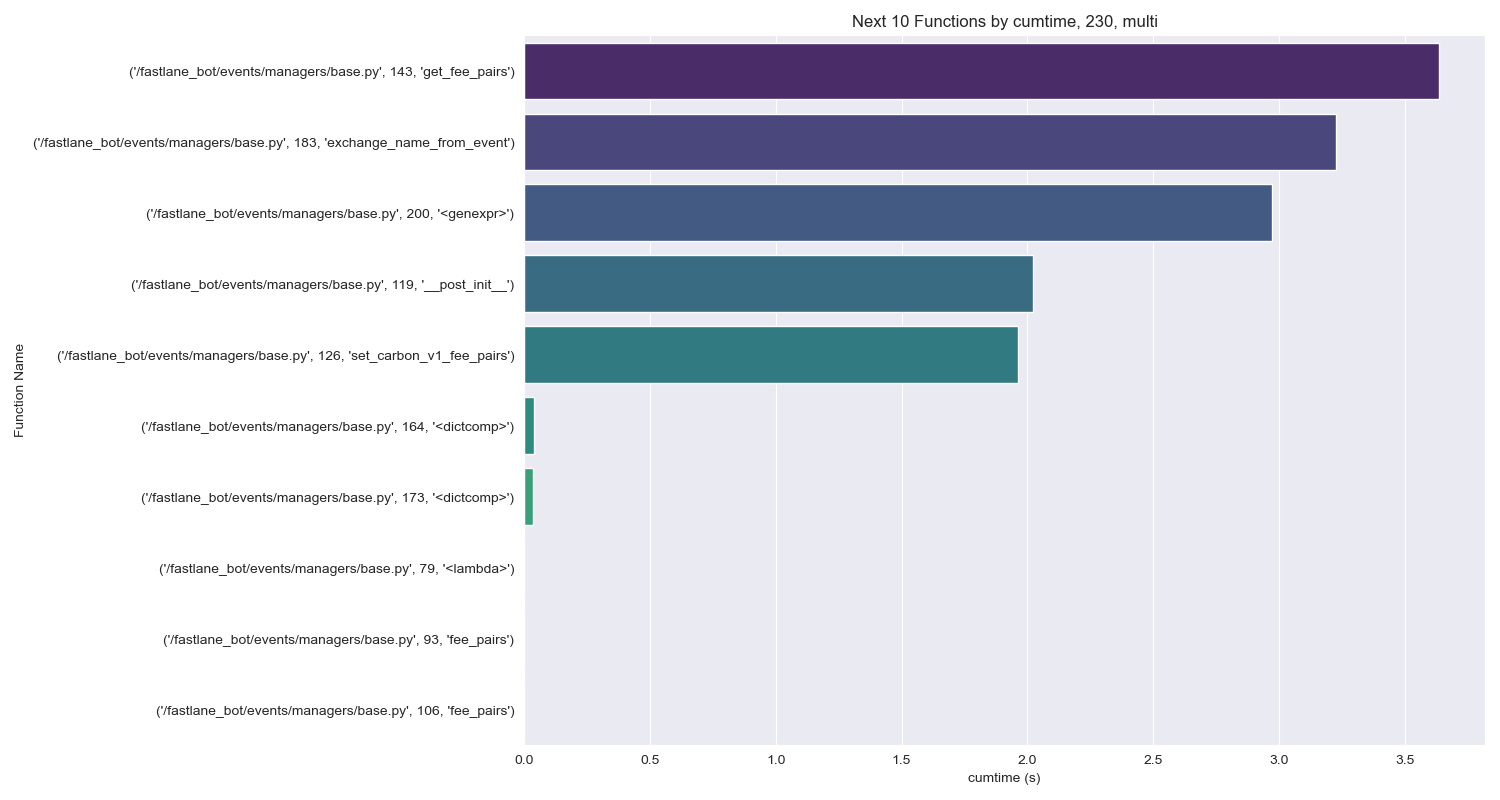 Next 10 Functions by cumtime, 230, multi
('/fastlane_bot/events/managers/base.py', 143, 'get_fee_pairs')
('/fastlane_bot/events/managers/base.py', 183, 'exchange_name_from_event')
('/fastlane_bot/events/managers/base.py', 200, '<genexpr>')
('/fastlane_bot/events/managers/base.py', 119, '__post_init__')
('/fastlane_bot/events/managers/base.py', 126, 'set_carbon_v1_fee_pairs')
('/fastlane_bot/events/managers/base.py', 164, '<dictcomp>')
('/fastlane_bot/events/managers/base.py', 173, '<dictcomp>')
('/fastlane_bot/events/managers/base.py', 79, '<lambda>')
('/fastlane_bot/events/managers/base.py', 93, 'fee_pairs')
('/fastlane_bot/events/managers/base.py', 106, 'fee_pairs')
Function Name
0.0 0.5 1.0 1.5 2.0 2.5 3.0 3.5
cumtime (s)